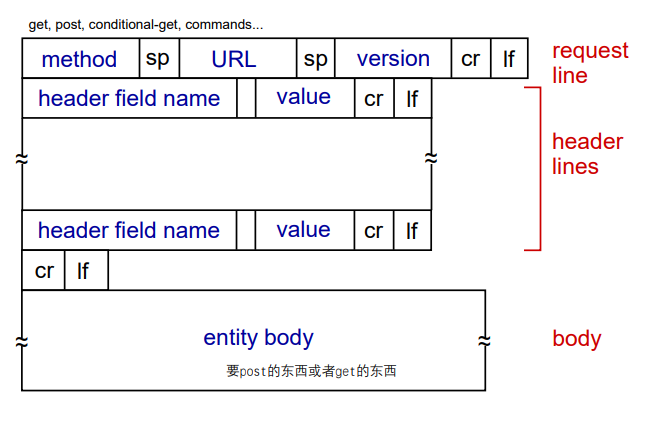 get, post, conditional-get, commands...
method sp URL sp version cr lf
request
line
header field name value cr lf
header
lines
header field name value cr lf
cr lf
entity body
body
要post的东西或者get的东西